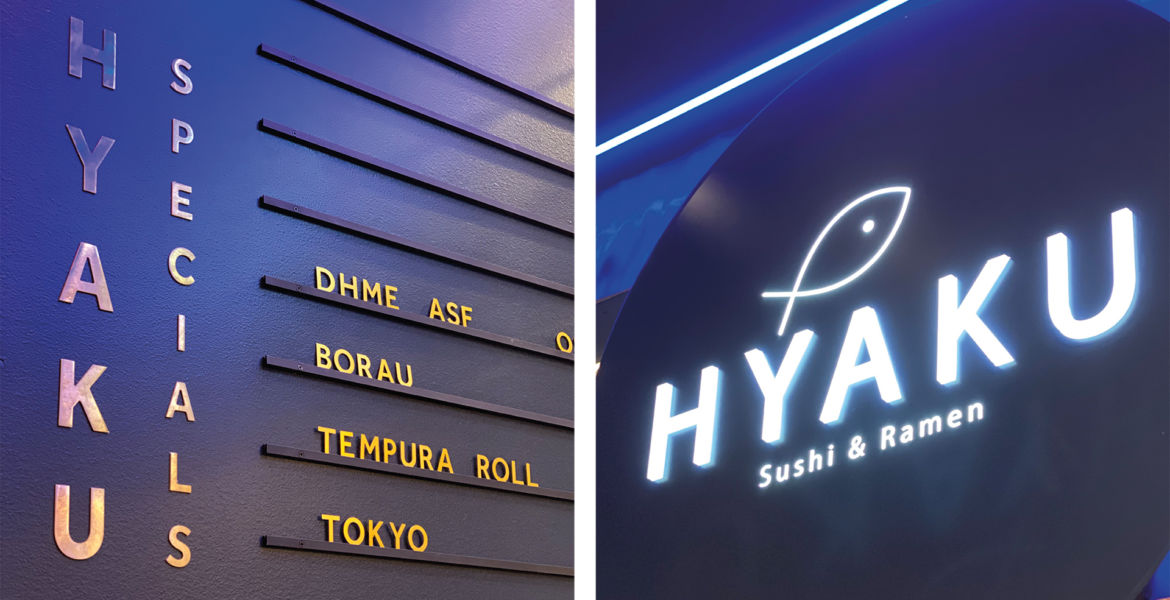 HYAKU
SPECIALS
DHME ASF O
BORAU
TEMPURA ROLL
TOKYO
HYAKU
Sushi & Ramen